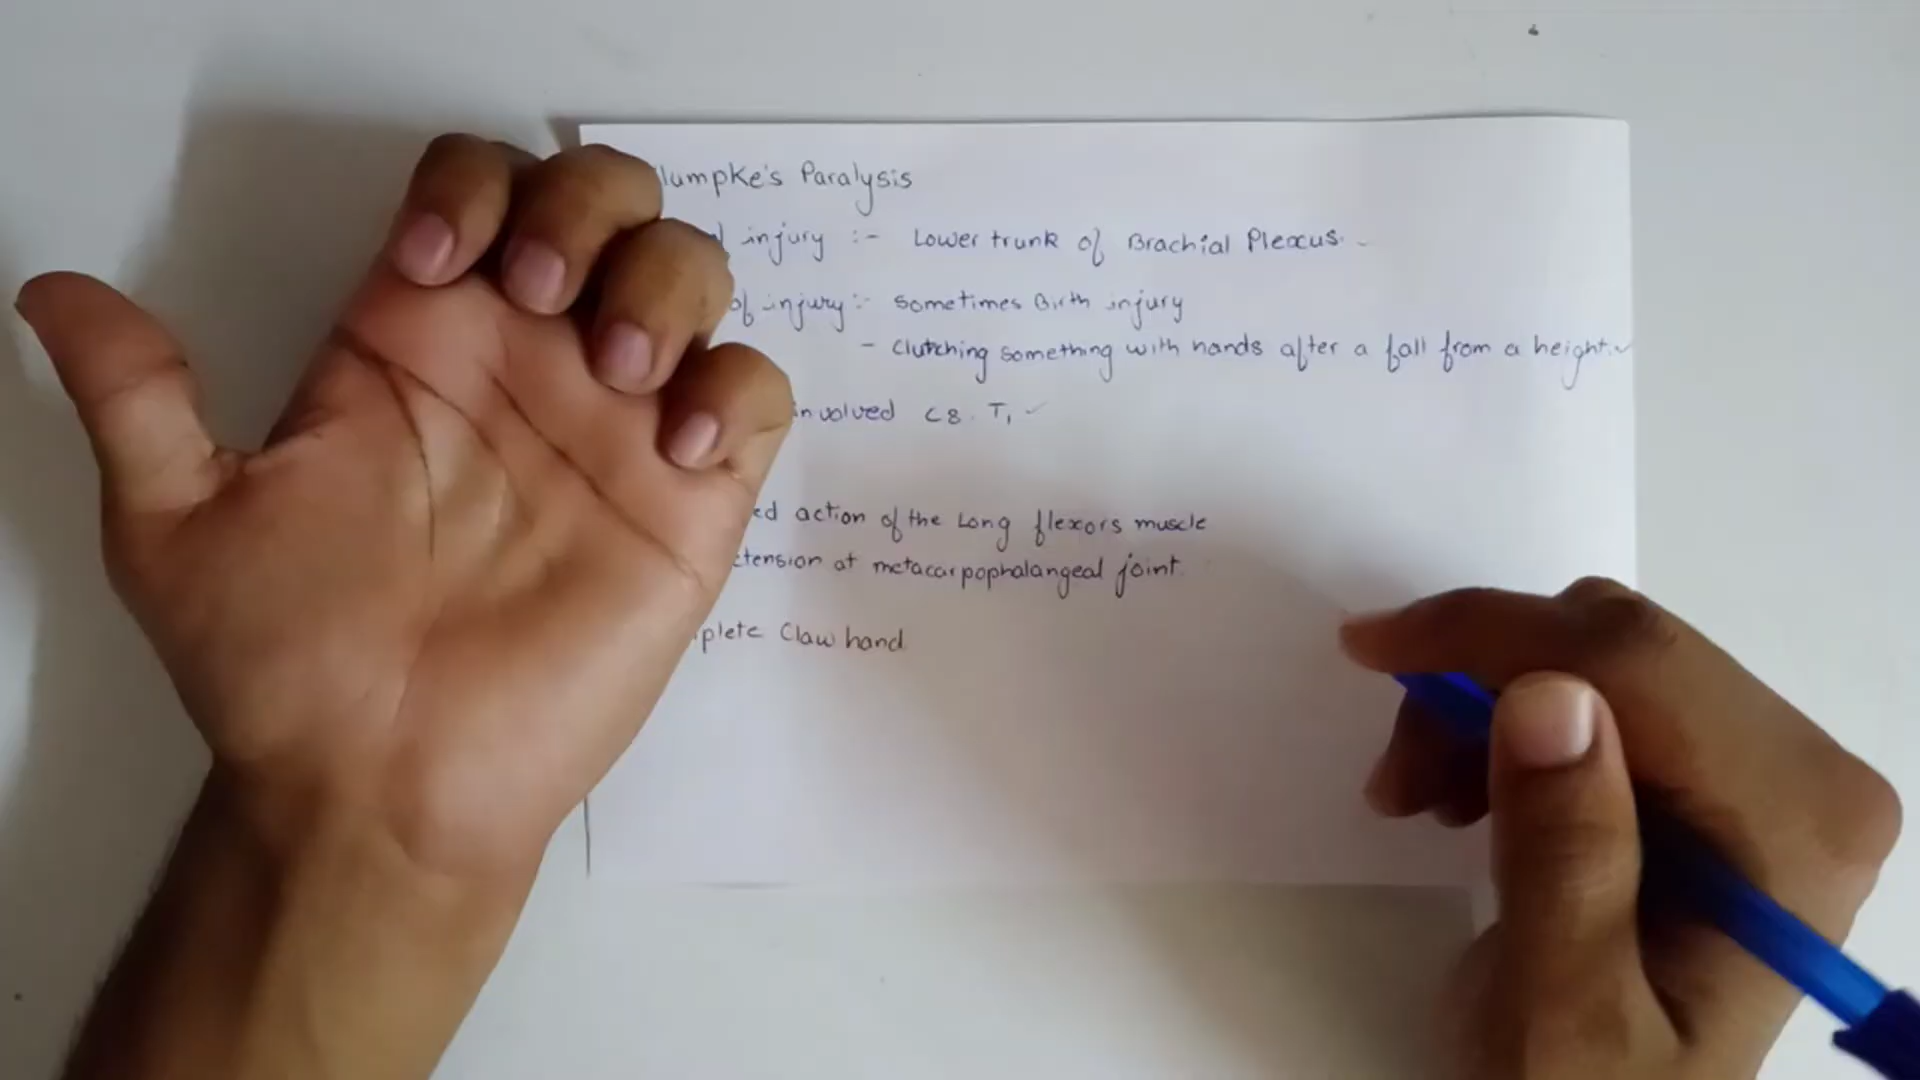 lumpke's Paralysis
injury :- Lower trunk of Brachial Plexus.
of injury :- sometimes Birth injury
- clutching something with hands after a fall from a height.
involved C8. T1
ed action of the Long flexors muscle
tension at metacarpophalangeal joint.
plete Claw hand